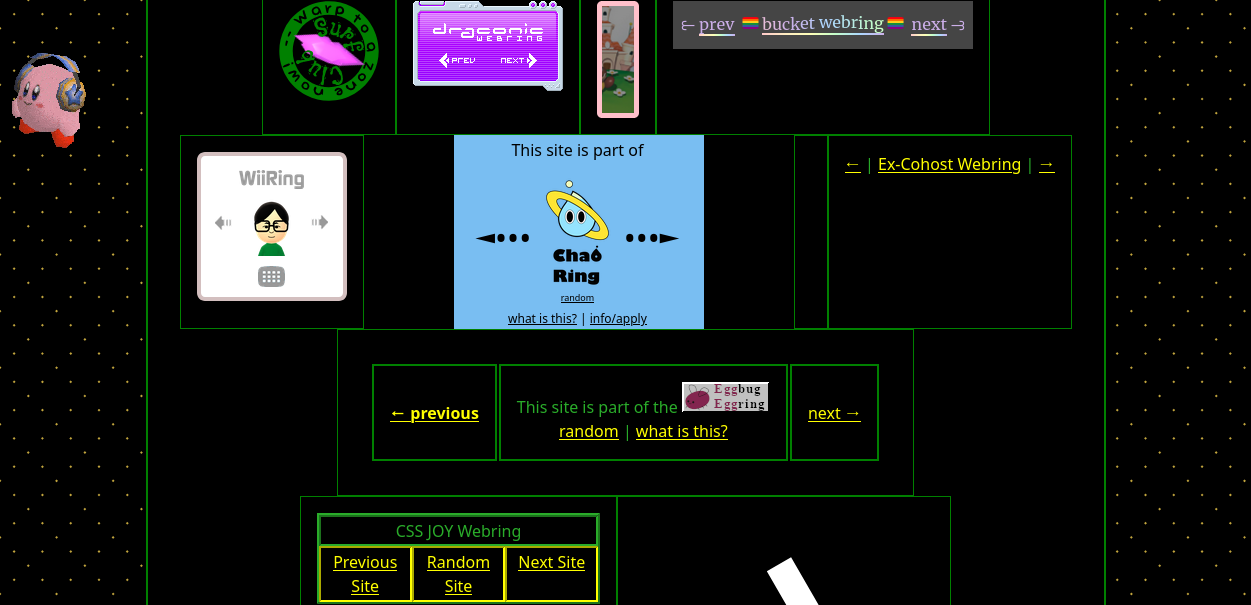 warp to a zone nowi
Surf Club
draconic
WEBRING
PREV NEXT
prev bucket webring next
WiiRing
This site is part of
Chao
Ring
random
what is this? | info/apply
← | Ex-Cohost Webring | →
← previous
This site is part of the Eggbug Eggring
random | what is this?
next →
CSS JOY Webring
Previous Site
Random Site
Next Site